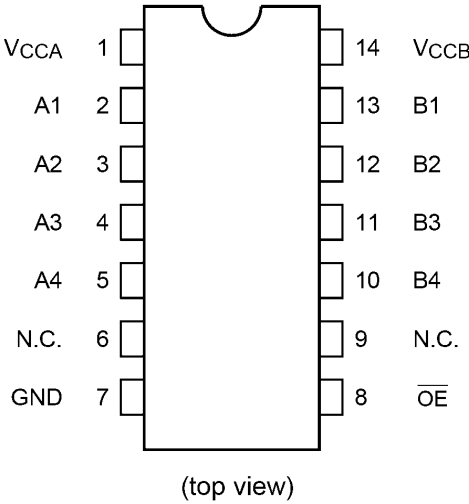 VCCA 1 14 VCCB
A1 2 13 B1
A2 3 12 B2
A3 4 11 B3
A4 5 10 B4
N.C. 6 9 N.C.
GND 7 8 O̅E̅
(top view)